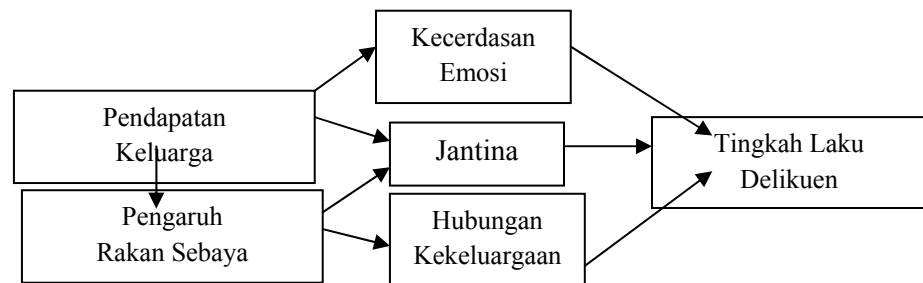 Kecerdasan
Emosi
Pendapatan
Keluarga
Jantina
Tingkah Laku
Delikuen
Pengaruh
Rakan Sebaya
Hubungan
Kekeluargaan